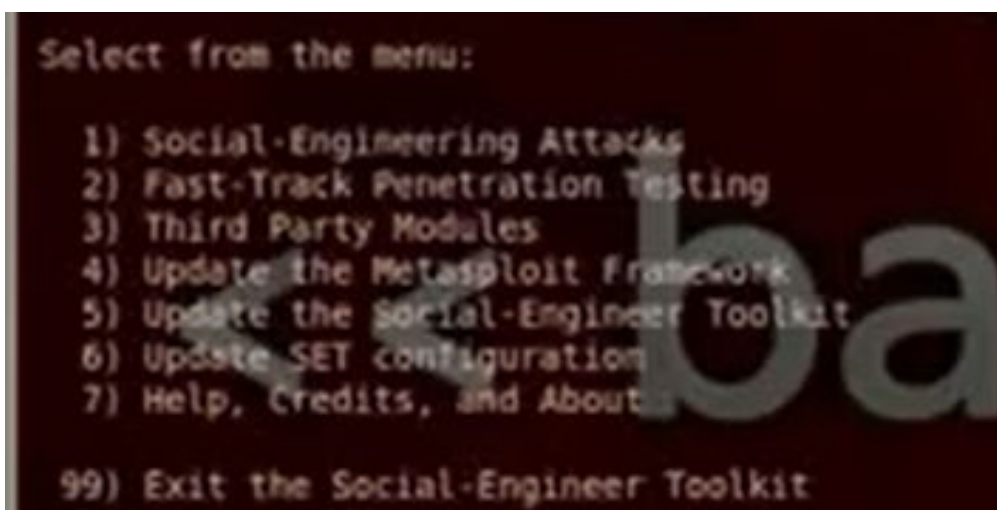 Select from the menu:
1) Social-Engineering Attacks
2) Fast-Track Penetration Testing
3) Third Party Modules
4) Update the Metasploit Framework
5) Update the Social-Engineer Toolkit
6) Update SET configuration
7) Help, Credits, and About
99) Exit the Social-Engineer Toolkit
<< ba